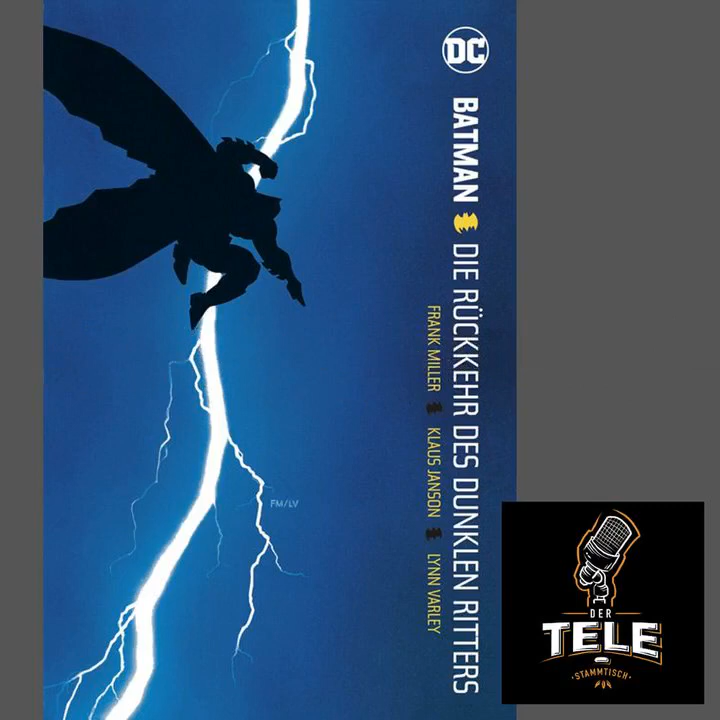 DC
BATMAN DIE RÜCKKEHR DES DUNKLEN RITTERS
FRANK MILLER KLAUS JANSON LYNN VARLEY
FM/LV
DER
TELE
STAMMTISCH